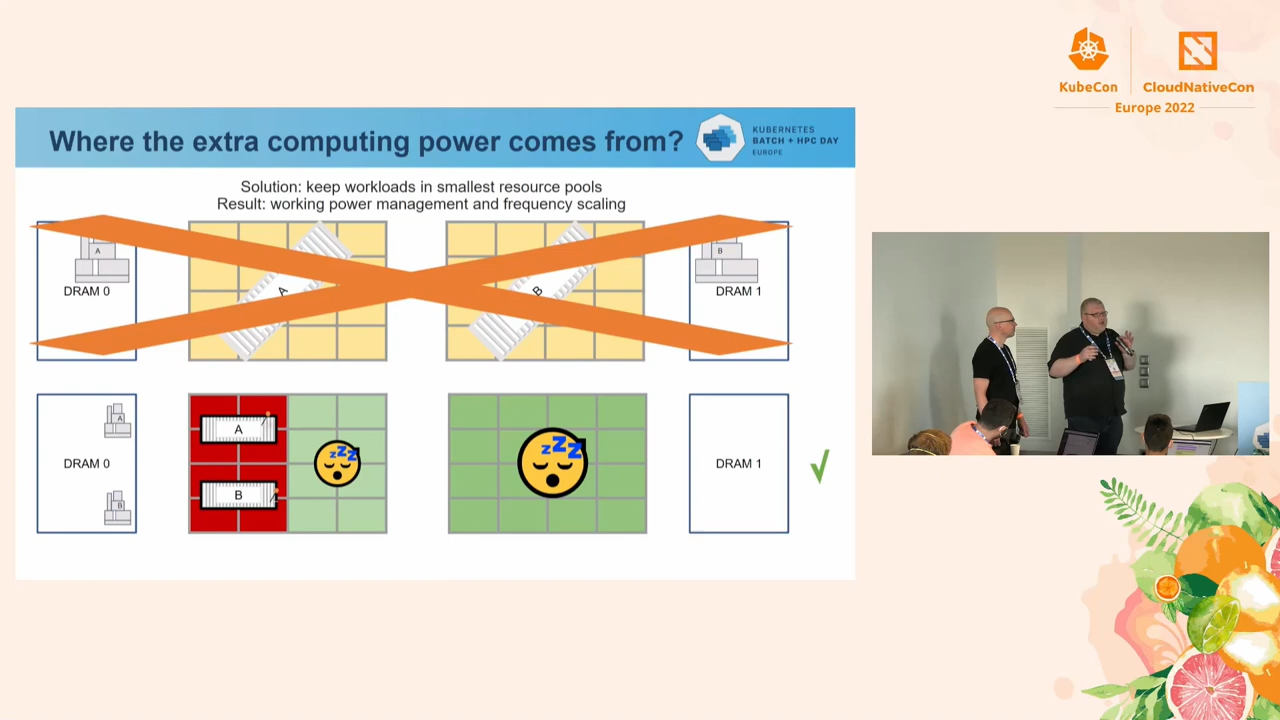 KubeCon
CloudNativeCon
Europe 2022
Where the extra computing power comes from?
KUBERNETES
BATCH + HPC DAY
EUROPE
Solution: keep workloads in smallest resource pools
Result: working power management and frequency scaling
A
DRAM 0
A
B
B
DRAM 1
A
B
DRAM 0
A
B
zZz
zZz
DRAM 1